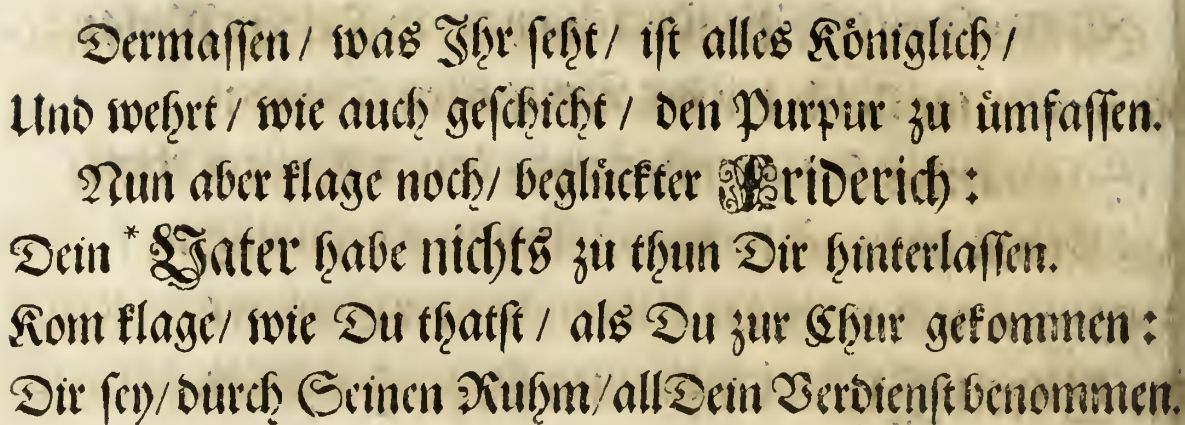 Dermaſſen / was Ihr ſeht / iſt alles Königlich /
Und wehrt / wie auch geſchicht / den Purpur zu ümfaſſen.
Nun aber klage noch / beglückter Friderich :
Dein * Vater habe nichts zu thun Dir hinterlaſſen.
Kom klage / wie Du thatſt / als Du zur Chur gekommen :
Dir ſey / durch Seinen Ruhm / all Dein Verdienſt benommen.